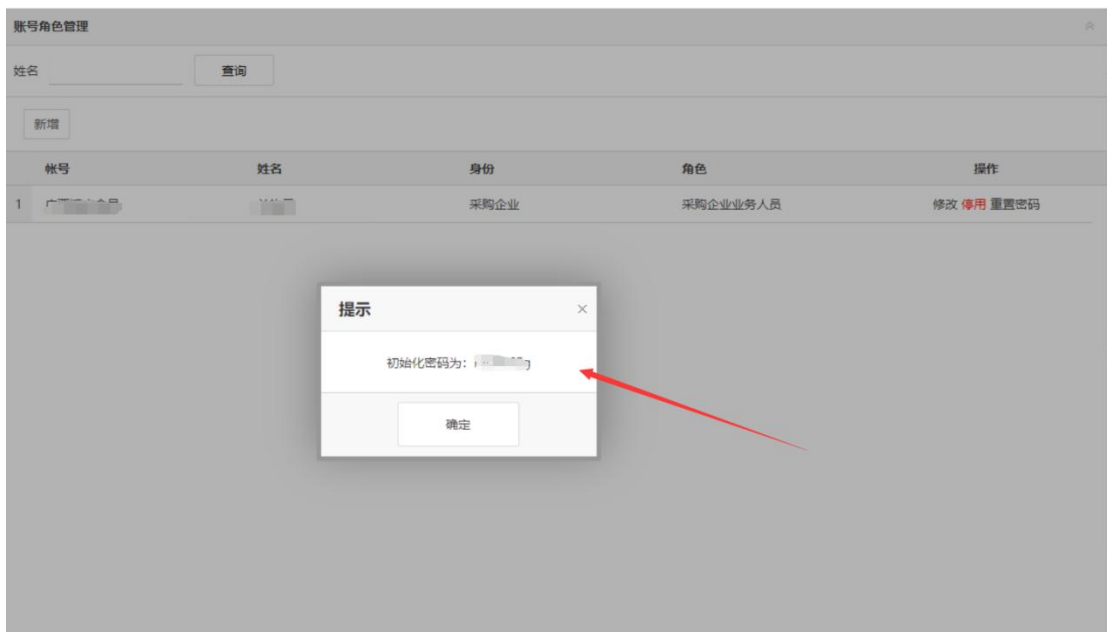 账号角色管理
姓名 查询
新增
帐号 姓名 身份 角色 操作
1 采购企业 采购企业业务人员 修改 停用 重置密码
提示 ×
初始化密码为:
确定